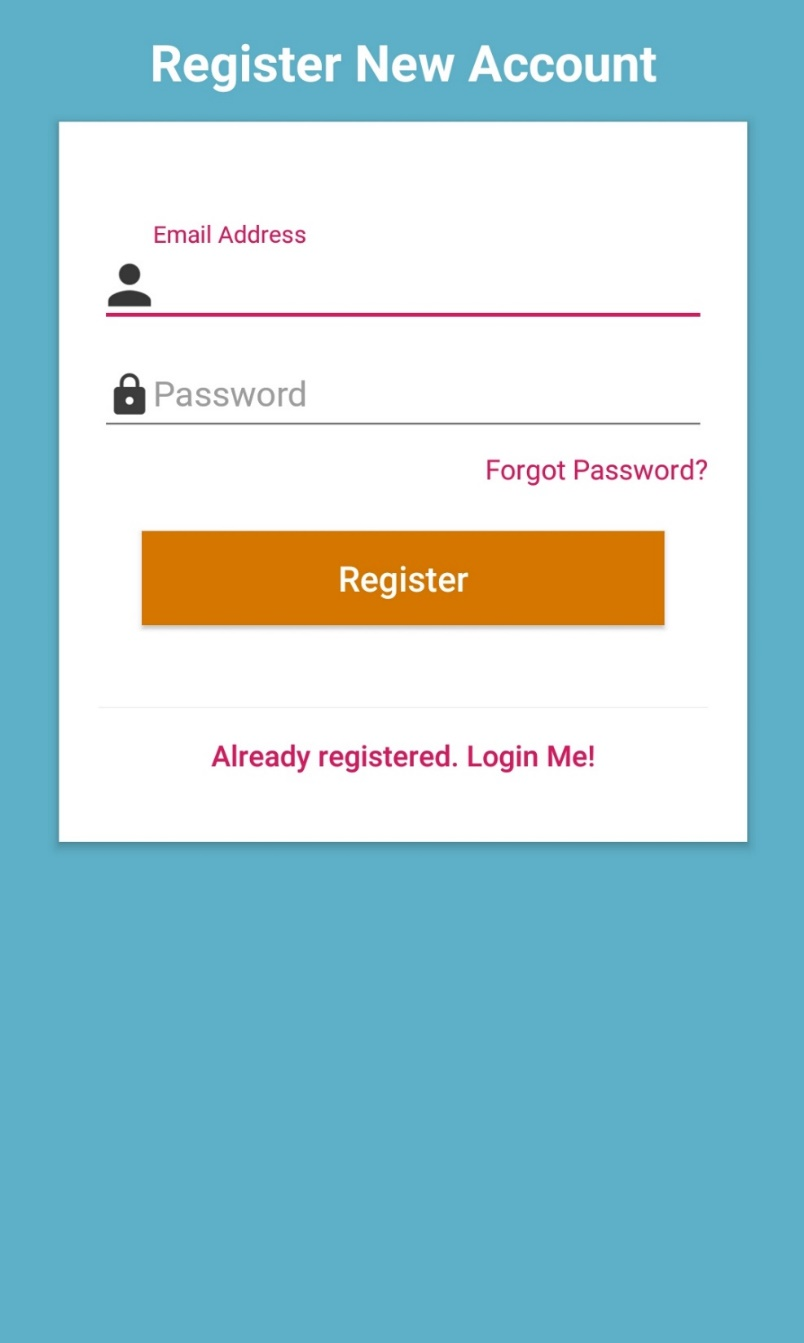 Register New Account
Email Address
Password
Forgot Password?
Register
Already registered. Login Me!